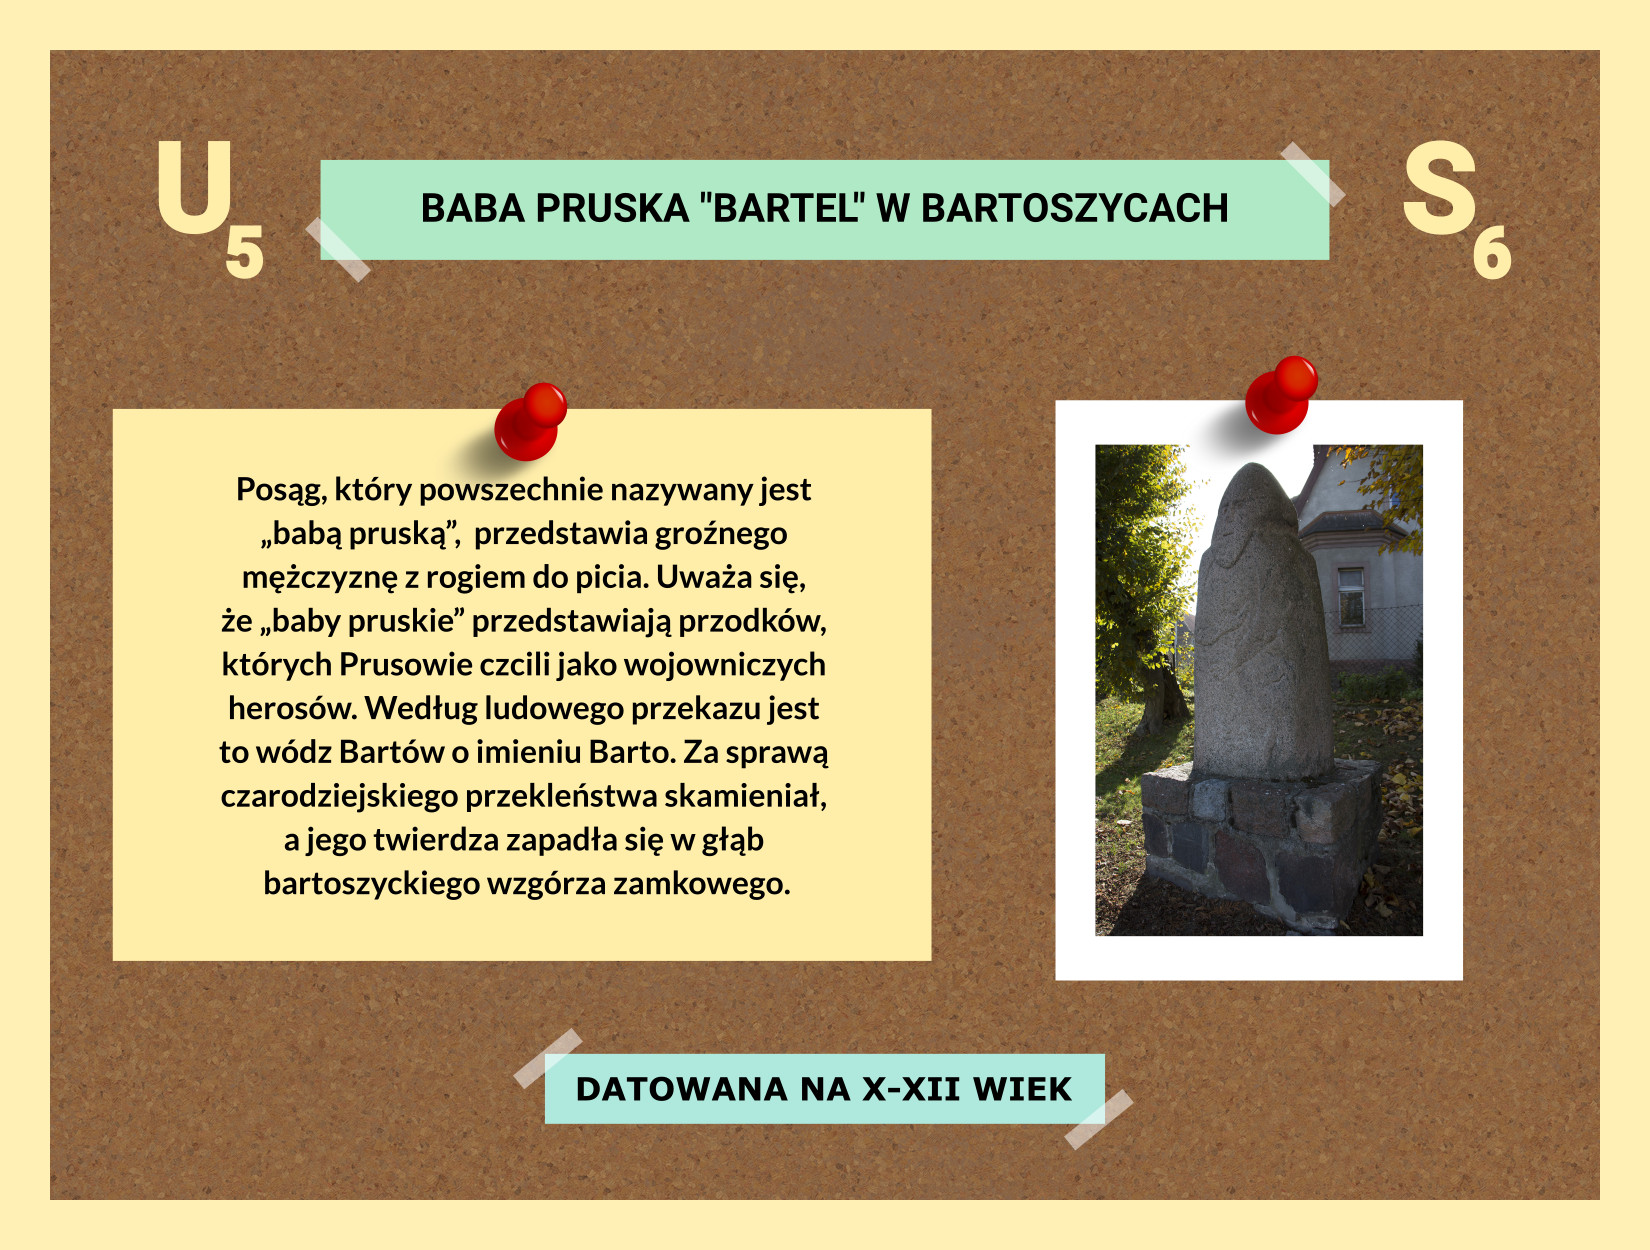 U5
BABA PRUSKA "BARTEL" W BARTOSZYCACH
S6
Posąg, który powszechnie nazywany jest
„babą pruską”, przedstawia groźnego
mężczyznę z rogiem do picia. Uważa się,
że „baby pruskie” przedstawiają przodków,
których Prusowie czcili jako wojowniczych
herosów. Według ludowego przekazu jest
to wódz Bartów o imieniu Barto. Za sprawą
czarodziejskiego przekleństwa skamieniał,
a jego twierdza zapadła się w głąb
bartoszyckiego wzgórza zamkowego.
DATOWANA NA X-XII WIEK